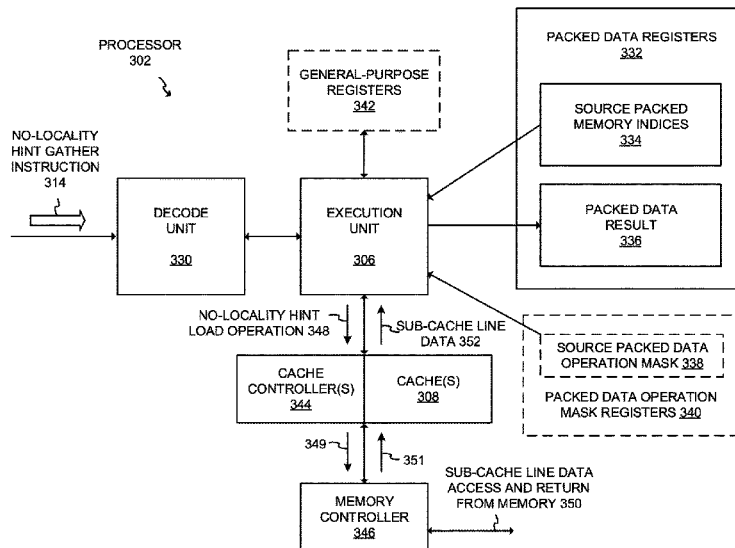 PROCESSOR
302
NO-LOCALITY
HINT GATHER
INSTRUCTION
314
DECODE
UNIT
330
GENERAL-PURPOSE
REGISTERS
342
EXECUTION
UNIT
306
PACKED DATA REGISTERS
332
SOURCE PACKED
MEMORY INDICES
334
PACKED DATA
RESULT
336
NO-LOCALITY HINT
LOAD OPERATION 348
SUB-CACHE LINE
DATA 352
SOURCE PACKED DATA
OPERATION MASK 338
PACKED DATA OPERATION
MASK REGISTERS 340
CACHE
CONTROLLER(S)
344
CACHE(S)
308
349
351
MEMORY
CONTROLLER
346
SUB-CACHE LINE DATA
ACCESS AND RETURN
FROM MEMORY 350